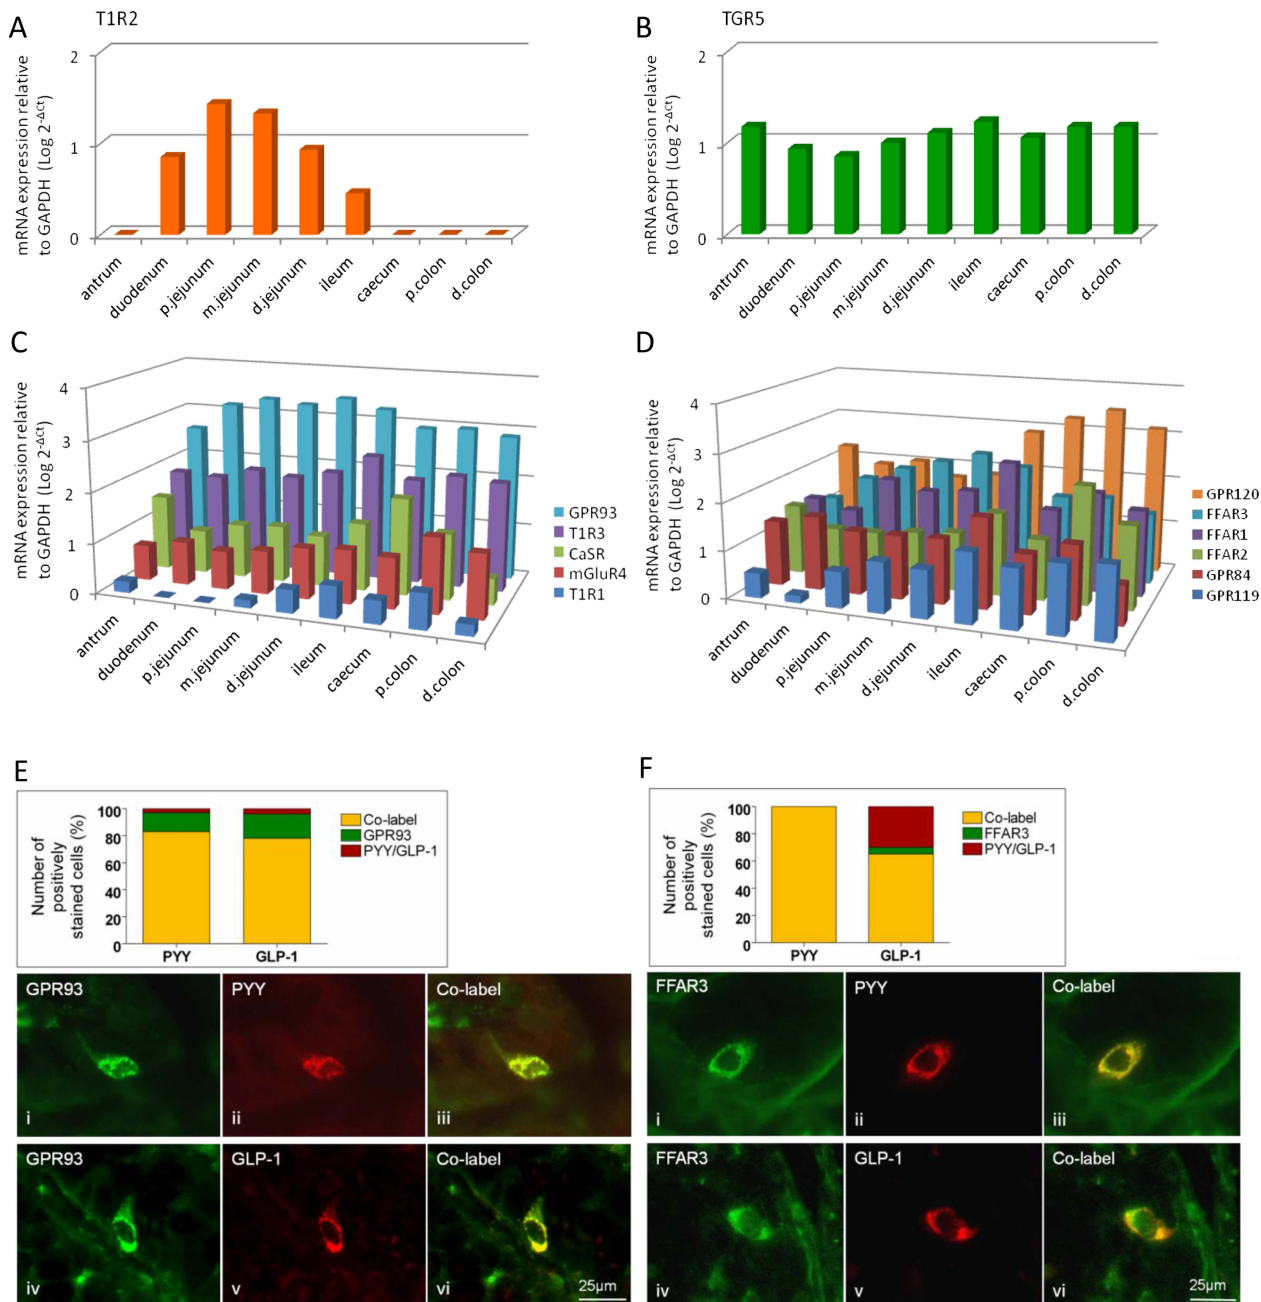 A
T1R2
mRNA expression relative
to GAPDH (Log 2-ΔCt)
2
1
0
antrum
duodenum
p.jejunum
m.jejunum
d.jejunum
ileum
caecum
p.colon
d.colon
B
TGR5
mRNA expression relative
to GAPDH (Log 2-ΔCt)
2
1
0
antrum
duodenum
p.jejunum
m.jejunum
d.jejunum
ileum
caecum
p.colon
d.colon
C
mRNA expression relative
to GAPDH (Log 2-ΔCt)
4
3
2
1
0
antrum
duodenum
p.jejunum
m.jejunum
d.jejunum
ileum
caecum
p.colon
d.colon
GPR93
T1R3
CaSR
mGluR4
T1R1
D
mRNA expression relative
to GAPDH (Log 2-ΔCt)
4
3
2
1
0
antrum
duodenum
p.jejunum
m.jejunum
d.jejunum
ileum
caecum
p.colon
d.colon
GPR120
FFAR3
FFAR1
FFAR2
GPR84
GPR119
E
Number of
positively
stained cells (%)
100
80
60
40
20
0
PYY
GLP-1
Co-label
GPR93
PYY/GLP-1
GPR93
i
PYY
ii
Co-label
iii
GPR93
iv
GLP-1
v
Co-label
vi
25µm
F
Number of
positively
stained cells (%)
100
80
60
40
20
0
PYY
GLP-1
Co-label
FFAR3
PYY/GLP-1
FFAR3
i
PYY
ii
Co-label
iii
FFAR3
iv
GLP-1
v
Co-label
vi
25µm